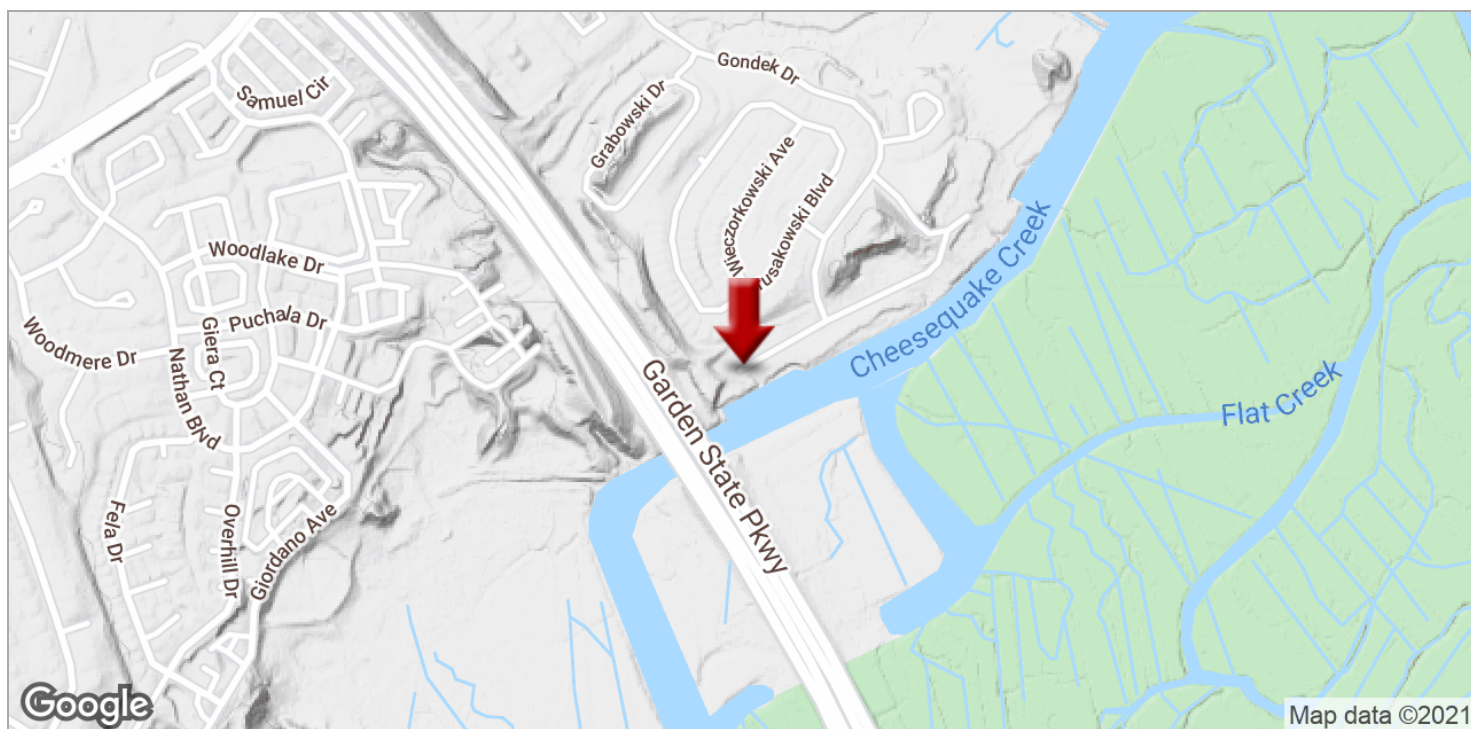 Gondek Dr
Samuel Cir
Grabowski Dr
Wieczorkowski Ave
rusakowski Blvd
Cheesequake Creek
Woodlake Dr
Puchala Dr
Woodmere Dr
Giera Ct
Nathan Blvd
Garden State Pkwy
Flat Creek
Fela Dr
Overhill Dr
Giordano Ave
Google
Map data ©2021